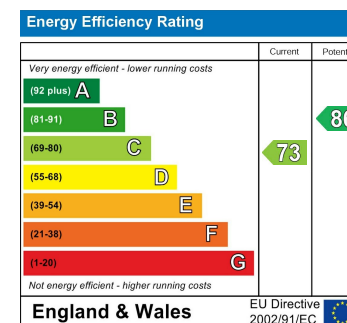 Energy Efficiency Rating
Current
Very energy efficient - lower running costs
(92 plus) A
(81-91) B
(69-80) C 73
(55-68) D
(39-54) E
(21-38) F
(1-20) G
Not energy efficient - higher running costs
England & Wales
EU Directive
2002/91/EC